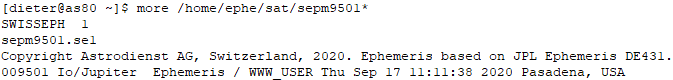 [dieter@as80 ~]$ more /home/ephe/sat/sepm9501*
SWISSEPH  1
sepm9501.se1
Copyright Astrodienst AG, Switzerland, 2020. Ephemeris based on JPL Ephemeris DE431.
009501 Io/Jupiter  Ephemeris / WWW_USER Thu Sep 17 11:11:38 2020 Pasadena, USA